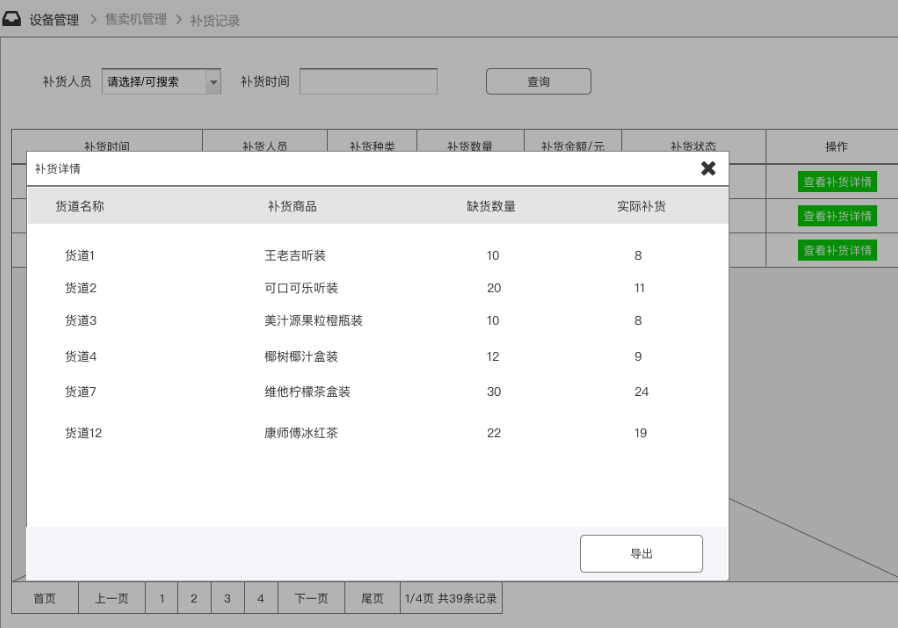 设备管理 > 售卖机管理 > 补货记录
补货人员 请选择/可搜索 补货时间 查询
补货时间 补货人员 补货种类 补货数量 补货金额/元 补货状态 操作
补货详情
查看补货详情
货道名称 补货商品 缺货数量 实际补货
查看补货详情
货道1 王老吉听装 10 8
查看补货详情
货道2 可口可乐听装 20 11
货道3 美汁源果粒橙瓶装 10 8
货道4 椰树椰汁盒装 12 9
货道7 维他柠檬茶盒装 30 24
货道12 康师傅冰红茶 22 19
导出
首页 上一页 1 2 3 4 下一页 尾页 1/4页 共39条记录